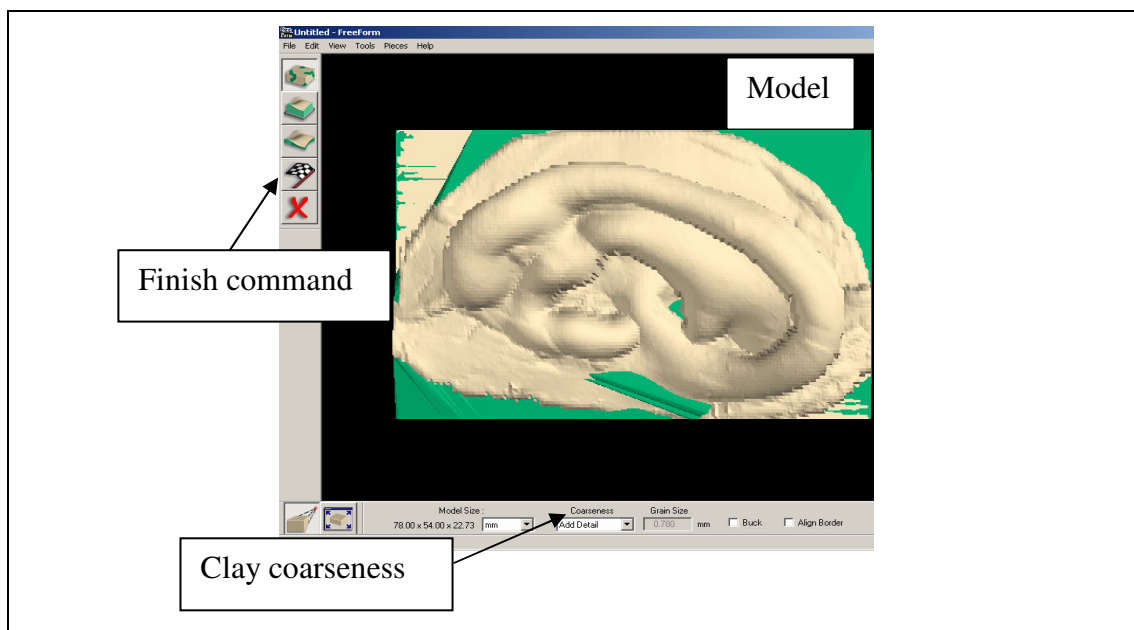 Untitled - FreeForm
File Edit View Tools Pieces Help
Model
Finish command
Model Size :
Coarseness
Grain Size
78.00 x 54.00 x 22.73 mm
Add Detail
0.780 mm
Buck
Align Border
Clay coarseness